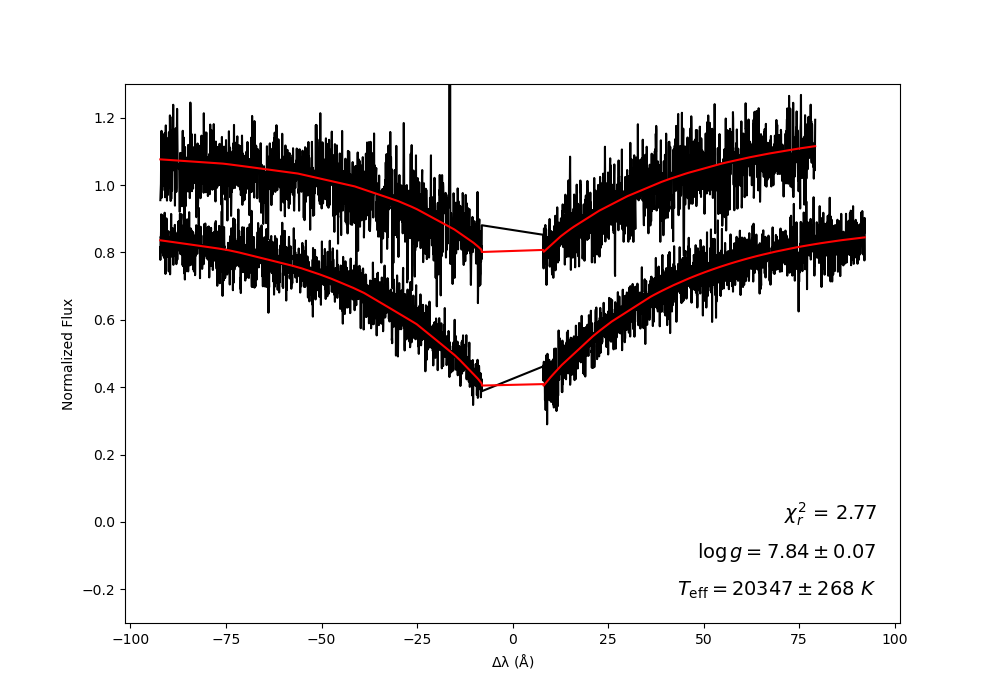 1.2
1.0
0.8
0.6
0.4
0.2
0.0
−0.2
Normalized Flux
χ²ᵣ = 2.77
log g = 7.84 ± 0.07
T_eff = 20347 ± 268 K
−100 −75 −50 −25 0 25 50 75 100
Δλ (Å)